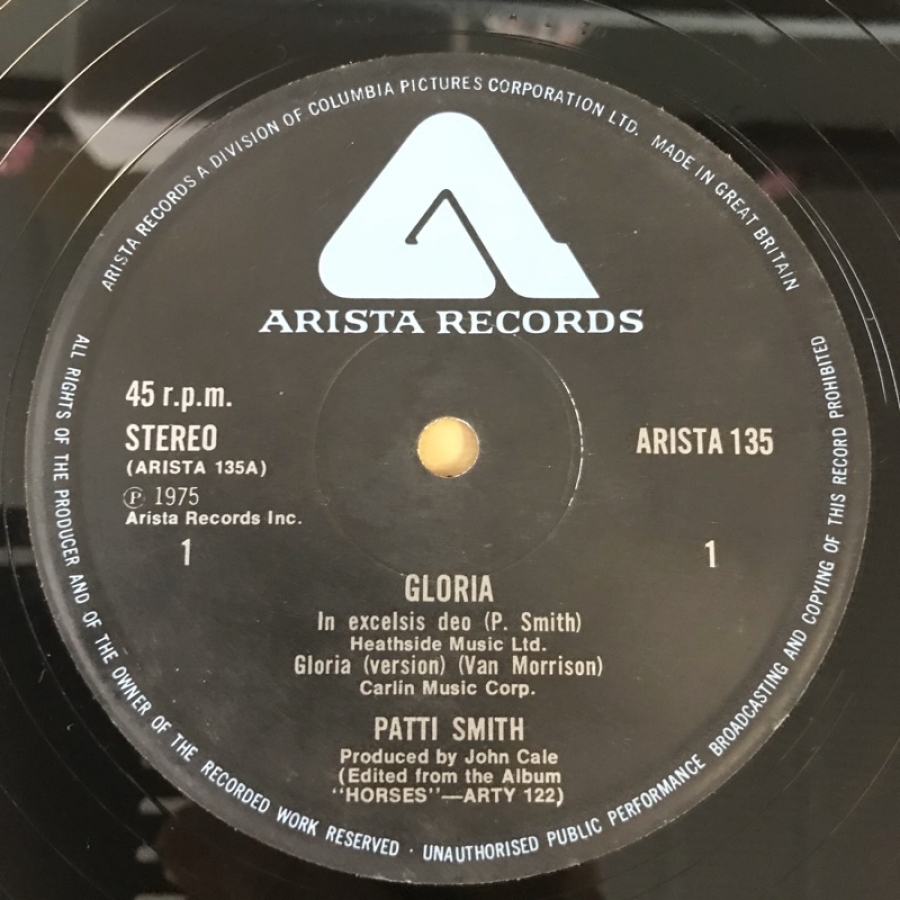 ARISTA RECORDS A DIVISION OF COLUMBIA PICTURES CORPORATION LTD. MADE IN GREAT BRITAIN
ARISTA RECORDS
45 r.p.m.
STEREO
(ARISTA 135A)
℗ 1975
Arista Records Inc.
1
ARISTA 135
1
GLORIA
In excelsis deo (P. Smith)
Heathside Music Ltd.
Gloria (version) (Van Morrison)
Carlin Music Corp.
PATTI SMITH
Produced by John Cale
(Edited from the Album
"HORSES"—ARTY 122)
ALL RIGHTS OF THE PRODUCER AND OF THE OWNER OF THE RECORDED WORK RESERVED · UNAUTHORISED PUBLIC PERFORMANCE BROADCASTING AND COPYING OF THIS RECORD PROHIBITED